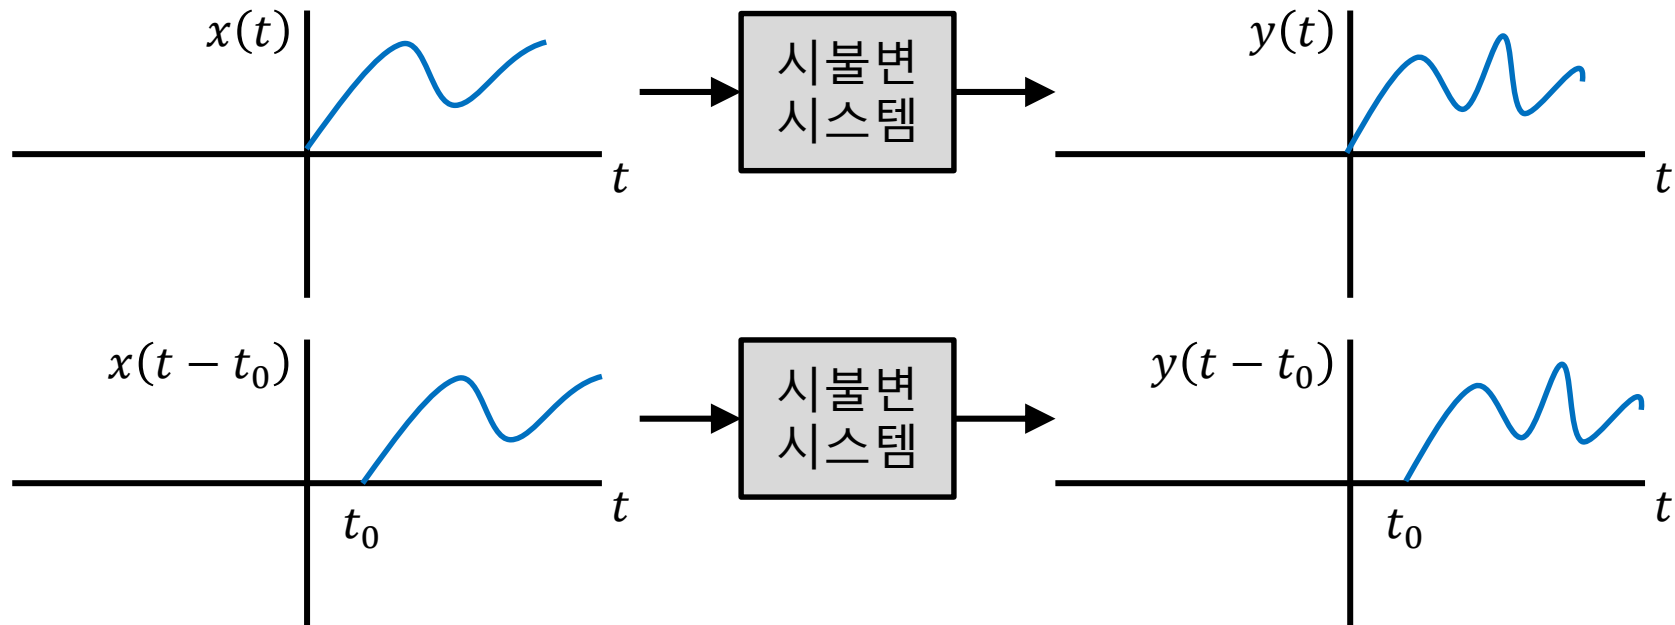 x(t)
시불변
시스템
y(t)
t
t
x(t − t₀)
시불변
시스템
y(t − t₀)
t
t₀
t
t₀